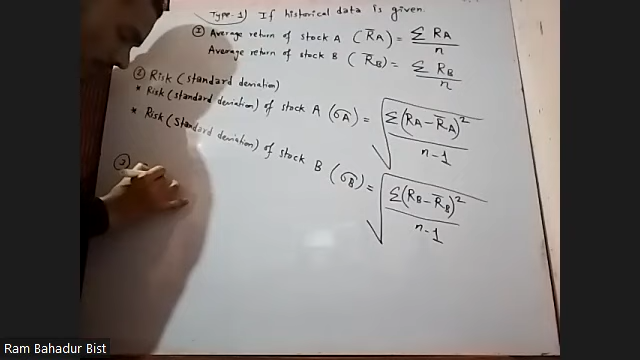 Type-1) If historical data is given.
① Average return of stock A (R̄A) = ΣRA/n
Average return of stock B (R̄B) = ΣRB/n
② Risk (standard deviation)
* Risk (standard deviation) of stock A (σA) = √(Σ(RA-R̄A)²/n-1)
* Risk (standard deviation) of stock B (σB) = √(Σ(RB-R̄B)²/n-1)
③
Ram Bahadur Bist